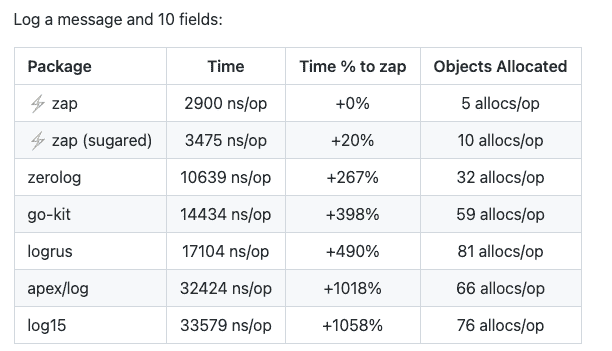 Log a message and 10 fields:
Package Time Time % to zap Objects Allocated
⚡ zap 2900 ns/op +0% 5 allocs/op
⚡ zap (sugared) 3475 ns/op +20% 10 allocs/op
zerolog 10639 ns/op +267% 32 allocs/op
go-kit 14434 ns/op +398% 59 allocs/op
logrus 17104 ns/op +490% 81 allocs/op
apex/log 32424 ns/op +1018% 66 allocs/op
log15 33579 ns/op +1058% 76 allocs/op